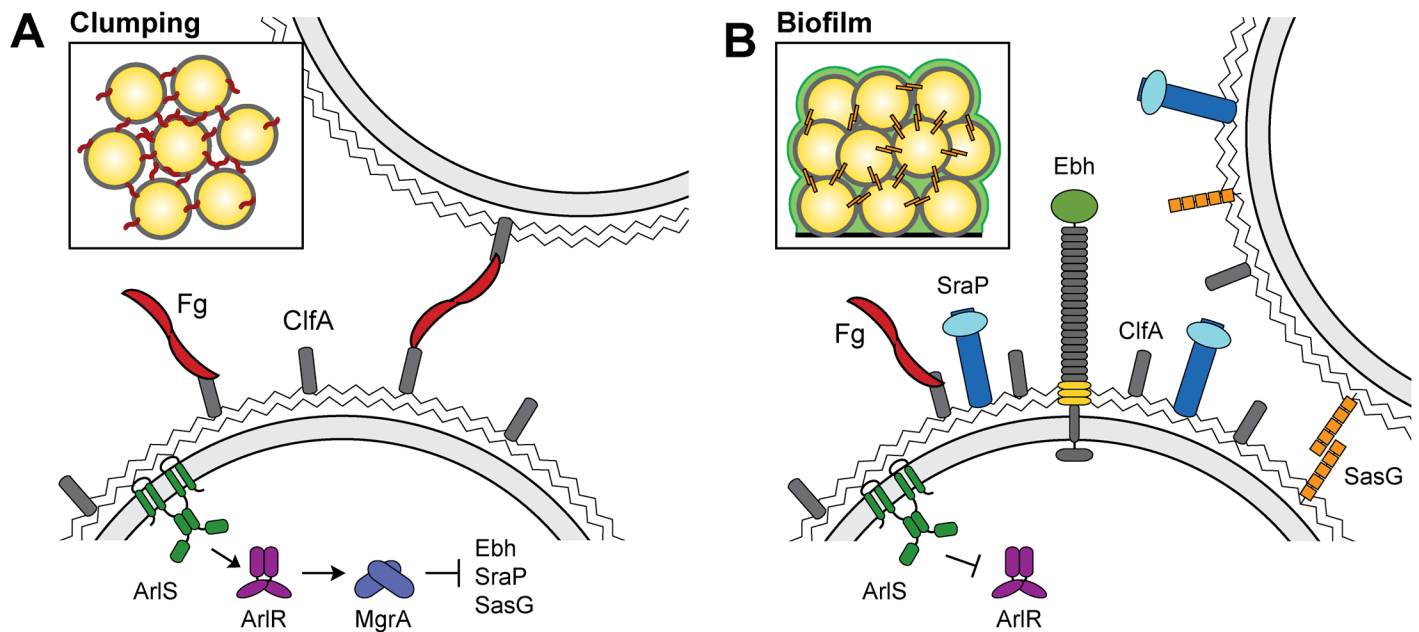 A
Clumping
Fg
ClfA
ArlS
ArlR
MgrA
Ebh
SraP
SasG
B
Biofilm
Ebh
SraP
Fg
ClfA
SasG
ArlS
ArlR